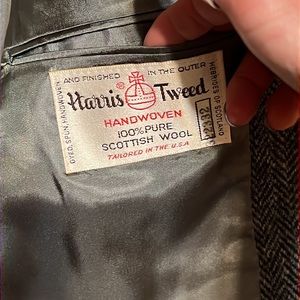 DYED, SPUN, HANDWOVEN
AND FINISHED IN THE OUTER
HEBRIDES OF SCOTLAND
Harris® Tweed
HANDWOVEN
100% PURE
SCOTTISH WOOL
TAILORED IN THE U.S.A